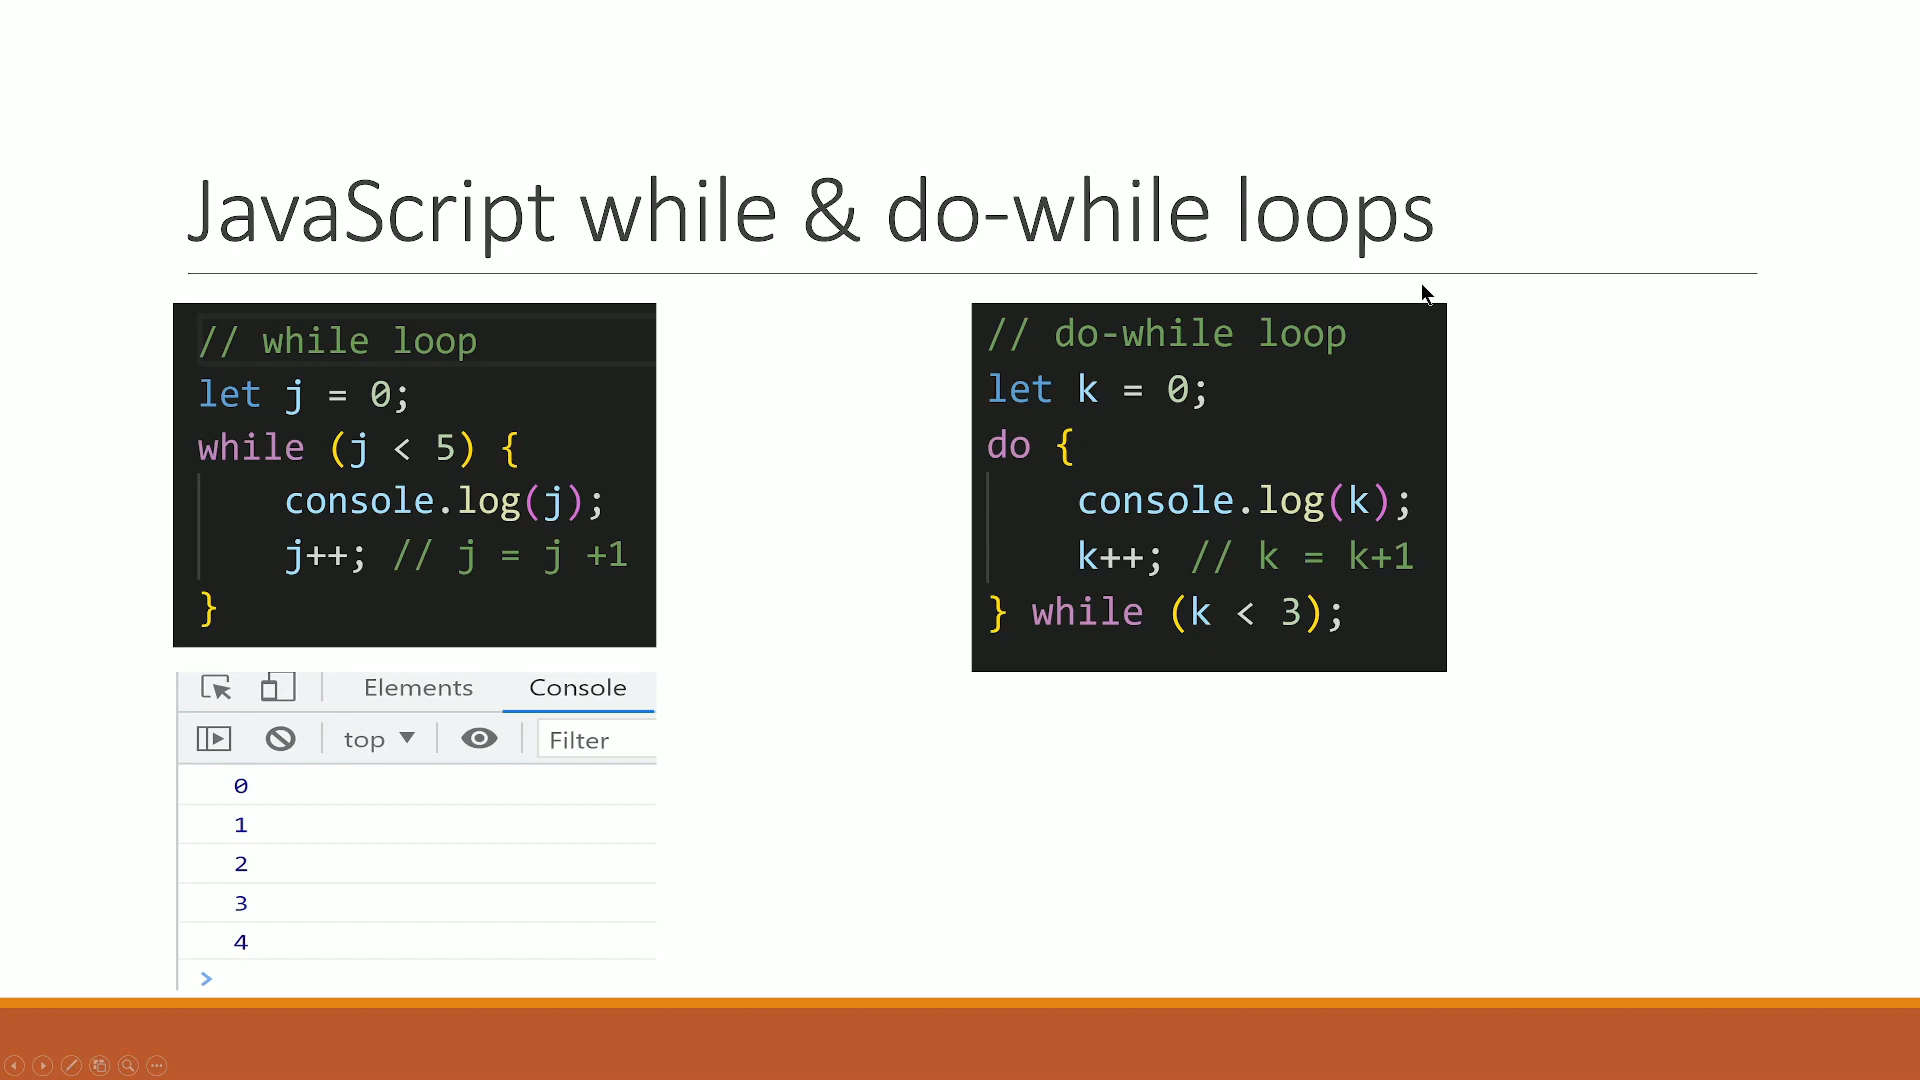 JavaScript while & do-while loops
// while loop
let j = 0;
while (j < 5) {
console.log(j);
j++; // j = j +1
}
Elements Console
top Filter
0
1
2
3
4
>
// do-while loop
let k = 0;
do {
console.log(k);
k++; // k = k+1
} while (k < 3);